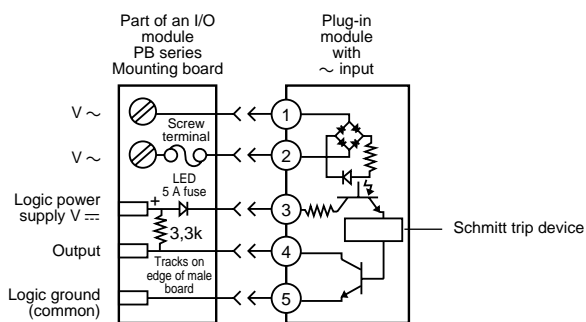 Part of an I/O
module
PB series
Mounting board
Plug-in
module
with
~ input
V ~
1
Screw
terminal
V ~
2
LED
5 A fuse
Logic power
supply V ⎓
+
3
3,3k
Schmitt trip device
Output
4
Tracks on
edge of male
board
Logic ground
(common)
5